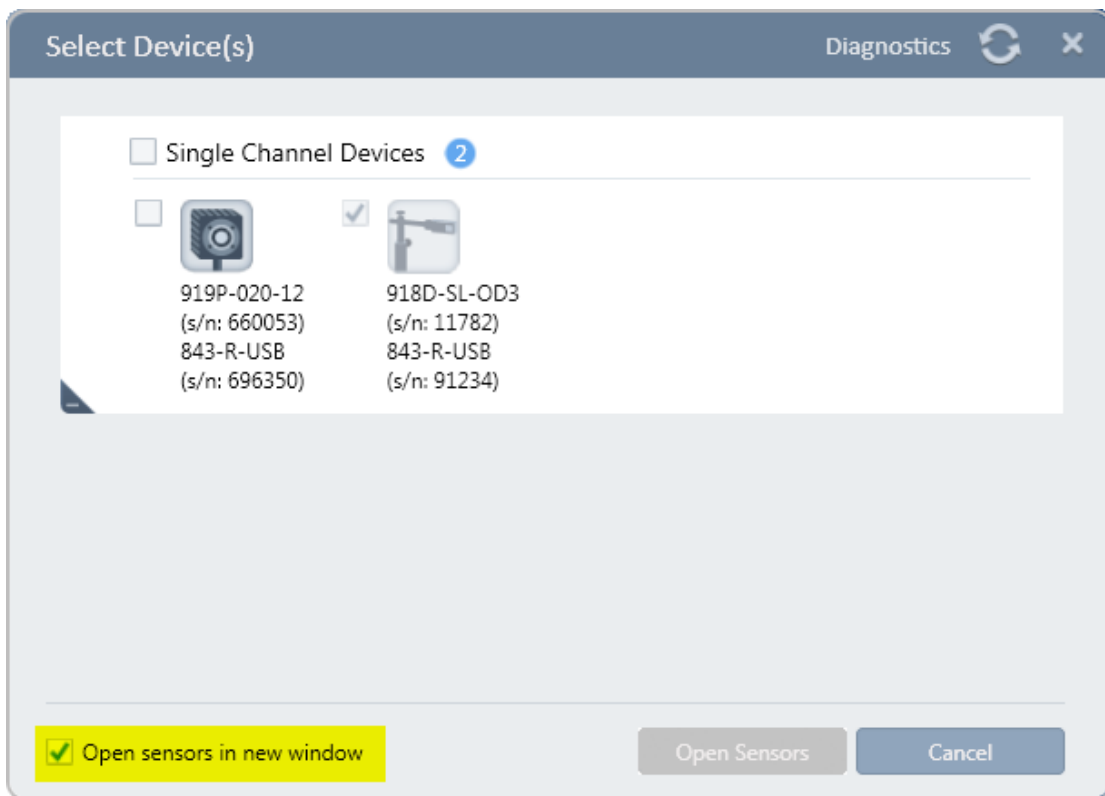 Select Device(s)
Diagnostics
Single Channel Devices 2
919P-020-12
(s/n: 660053)
843-R-USB
(s/n: 696350)
918D-SL-OD3
(s/n: 11782)
843-R-USB
(s/n: 91234)
Open sensors in new window
Open Sensors
Cancel